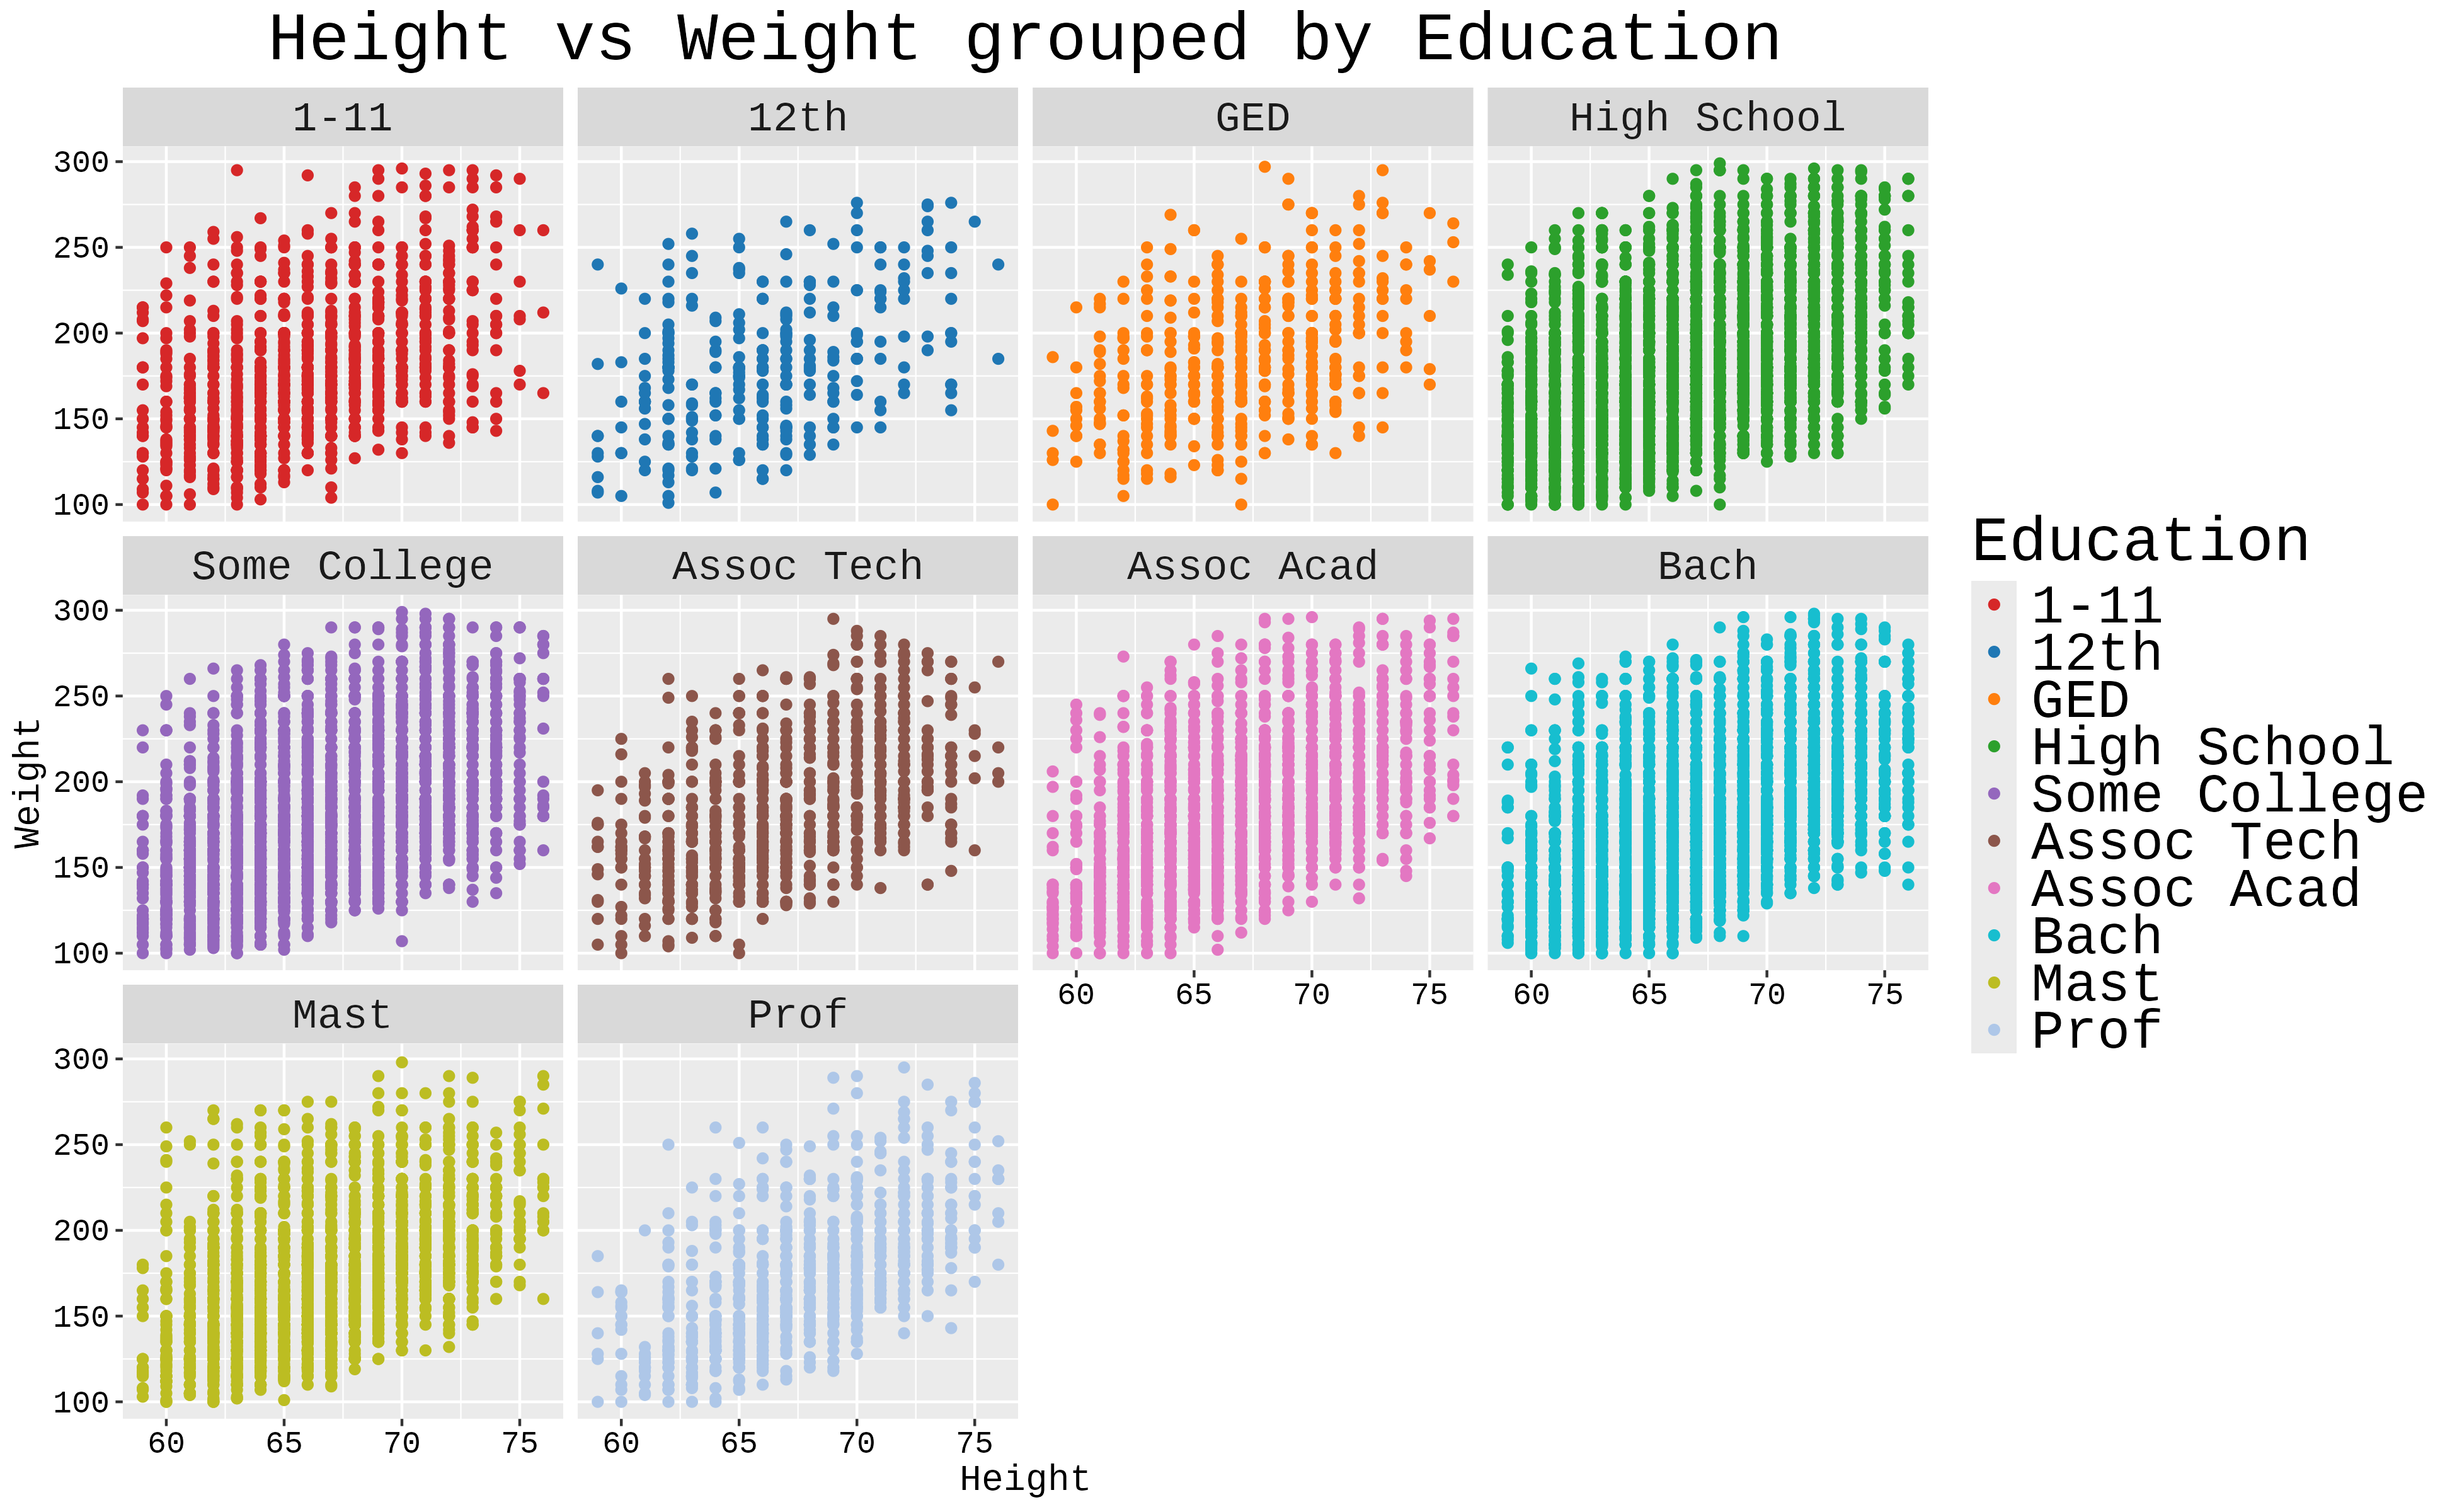 Height vs Weight grouped by Education
1-11
12th
GED
High School
300
250
200
150
100
Some College
Assoc Tech
Assoc Acad
Bach
300
250
200
150
100
60
65
70
75
60
65
70
75
Mast
Prof
300
250
200
150
100
60
65
70
75
60
65
70
75
Weight
Height
Education
1-11
12th
GED
High School
Some College
Assoc Tech
Assoc Acad
Bach
Mast
Prof